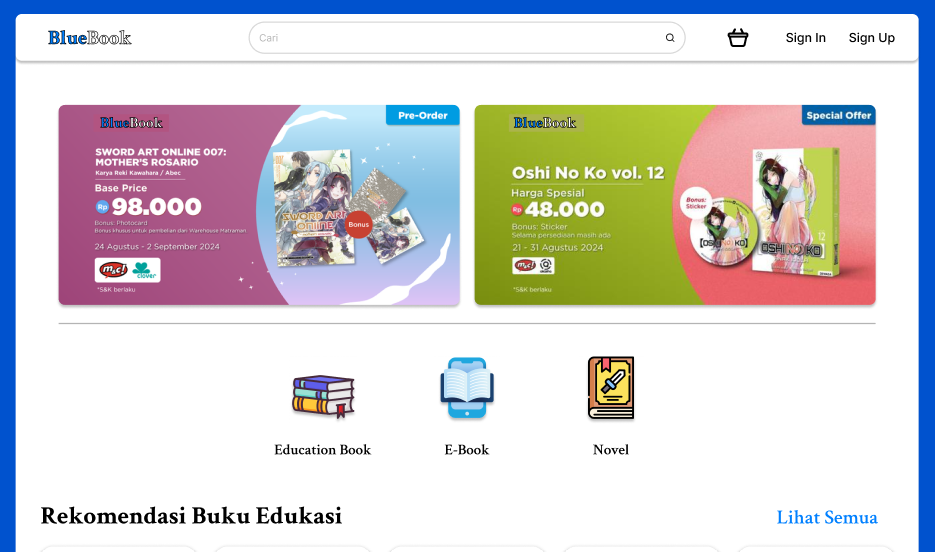 BlueBook
Cari
Sign In
Sign Up
BlueBook
Pre-Order
SWORD ART ONLINE 007:
MOTHER'S ROSARIO
Karya Reki Kawahara / Abec
Base Price
Rp 98.000
Bonus: Photocard
Bonus khusus untuk pembelian dari Warehouse Matraman
24 Agustus - 2 September 2024
m&c!
clover
*S&K berlaku
SWORD ART
ONLINE
Bonus
BlueBook
Special Offer
Oshi No Ko vol. 12
Harga Spesial
Rp 48.000
Bonus: Sticker
Selama persediaan masih ada
21 - 31 Agustus 2024
m&c!
*S&K berlaku
Bonus:
Sticker
[OSHI NO KO]
12
[OSHI NO KO]
Education Book
E-Book
Novel
Rekomendasi Buku Edukasi
Lihat Semua